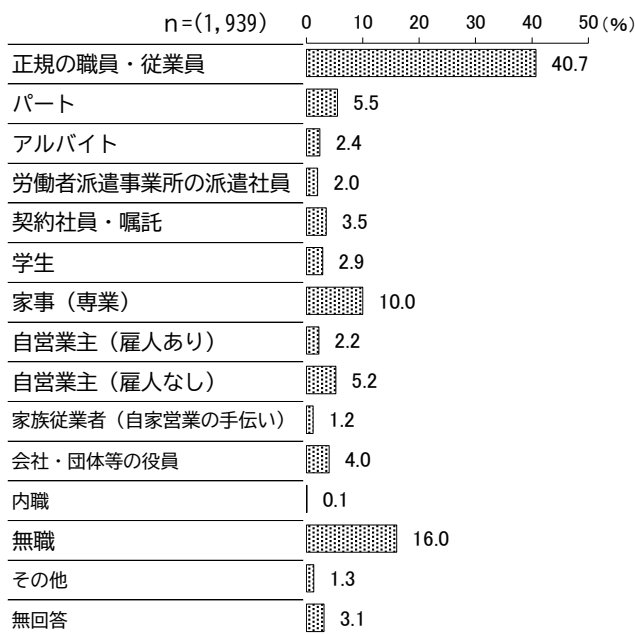 n=(1,939) 0 10 20 30 40 50(%)
正規の職員・従業員 40.7
パート 5.5
アルバイト 2.4
労働者派遣事業所の派遣社員 2.0
契約社員・嘱託 3.5
学生 2.9
家事（専業） 10.0
自営業主（雇人あり） 2.2
自営業主（雇人なし） 5.2
家族従業者（自家営業の手伝い） 1.2
会社・団体等の役員 4.0
内職 0.1
無職 16.0
その他 1.3
無回答 3.1